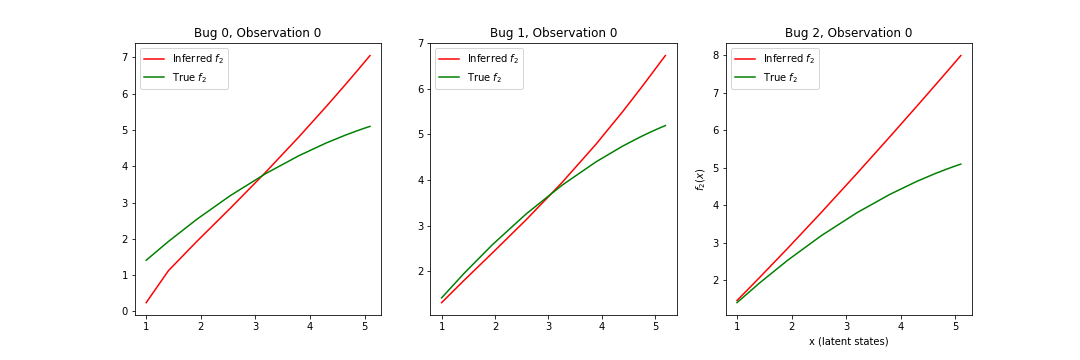 Bug 0, Observation 0
Inferred f₂
True f₂
7
6
5
4
3
2
1
0
1 2 3 4 5
Bug 1, Observation 0
Inferred f₂
True f₂
7
6
5
4
3
2
1 2 3 4 5
Bug 2, Observation 0
Inferred f₂
True f₂
f₂(x)
8
7
6
5
4
3
2
1 2 3 4 5
x (latent states)